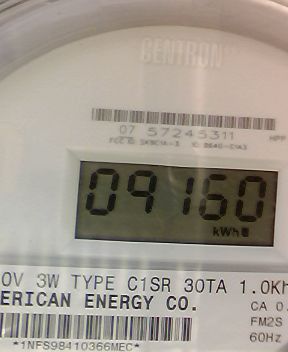 CENTRON
07 57245311
09160
kWh
0V 3W TYPE C1SR 30TA 1.0Kh
ERICAN ENERGY CO.
CA 0.
FM2S
60Hz
*1NFS98410366MEC*